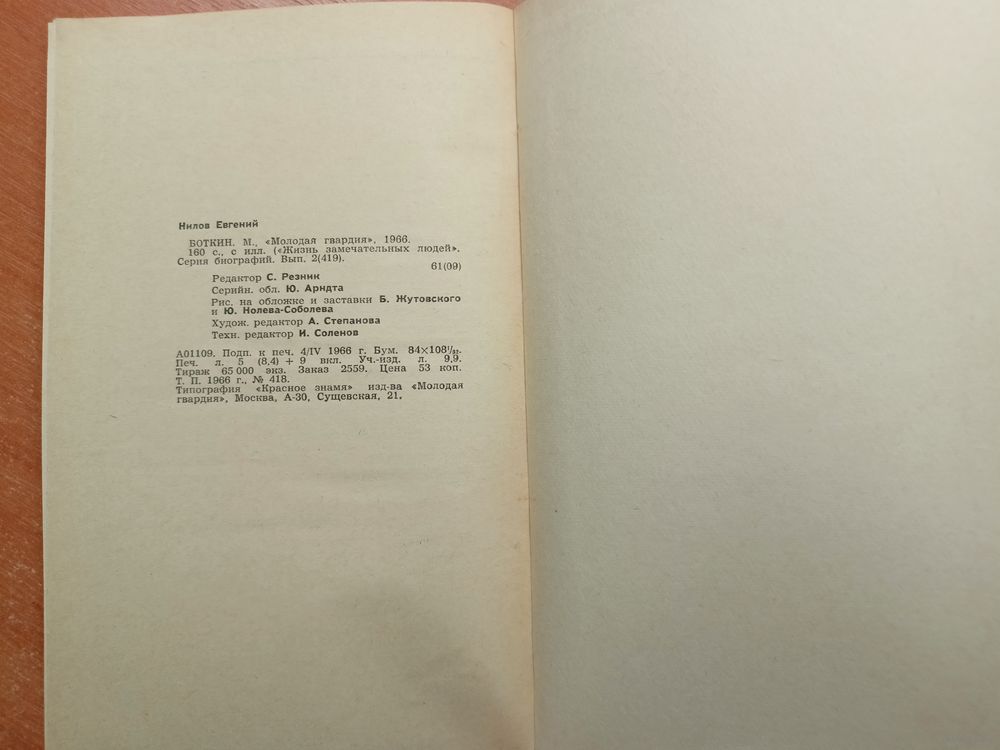 Нилов Евгений
БОТКИН. М., «Молодая гвардия», 1966.
160 с., с илл. («Жизнь замечательных людей».
Серия биографий. Вып. 2(419).
61(09)
Редактор С. Резник
Серийн. обл. Ю. Арндта
Рис. на обложке и заставки Б. Жутовского
и Ю. Нолева-Соболева
Худож. редактор А. Степанова
Техн. редактор И. Соленов
А01109. Подп. к печ. 4/IV 1966 г. Бум. 84×108¹/₃₂.
Печ. л. 5 (8,4) + 9 вкл. Уч.-изд. л. 9,9.
Тираж 65 000 экз. Заказ 2559. Цена 53 коп.
Т. П. 1966 г., № 418.
Типография «Красное знамя» изд-ва «Молодая
гвардия», Москва, А-30, Сущевская, 21.